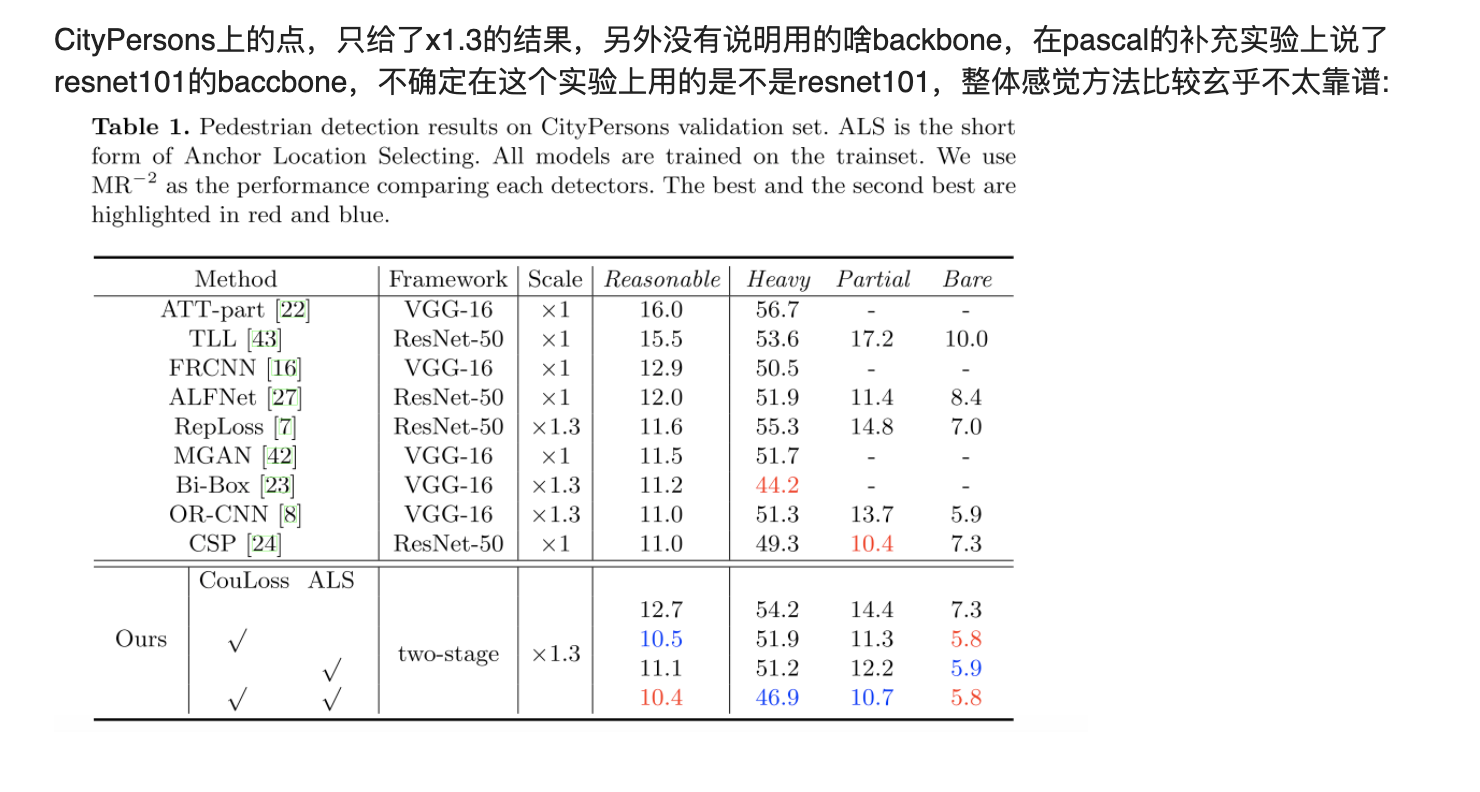 CityPersons上的点，只给了x1.3的结果，另外没有说明用的啥backbone，在pascal的补充实验上说了
resnet101的baccbone，不确定在这个实验上用的是不是resnet101，整体感觉方法比较玄乎不太靠谱:
Table 1. Pedestrian detection results on CityPersons validation set. ALS is the short
form of Anchor Location Selecting. All models are trained on the trainset. We use
MR⁻² as the performance comparing each detectors. The best and the second best are
highlighted in red and blue.
Method Framework Scale Reasonable Heavy Partial Bare
ATT-part [22] VGG-16 ×1 16.0 56.7 - -
TLL [43] ResNet-50 ×1 15.5 53.6 17.2 10.0
FRCNN [16] VGG-16 ×1 12.9 50.5 - -
ALFNet [27] ResNet-50 ×1 12.0 51.9 11.4 8.4
RepLoss [7] ResNet-50 ×1.3 11.6 55.3 14.8 7.0
MGAN [42] VGG-16 ×1 11.5 51.7 - -
Bi-Box [23] VGG-16 ×1.3 11.2 44.2 - -
OR-CNN [8] VGG-16 ×1.3 11.0 51.3 13.7 5.9
CSP [24] ResNet-50 ×1 11.0 49.3 10.4 7.3
CouLoss ALS
12.7 54.2 14.4 7.3
Ours √ 10.5 51.9 11.3 5.8
two-stage ×1.3
√ 11.1 51.2 12.2 5.9
√ √ 10.4 46.9 10.7 5.8